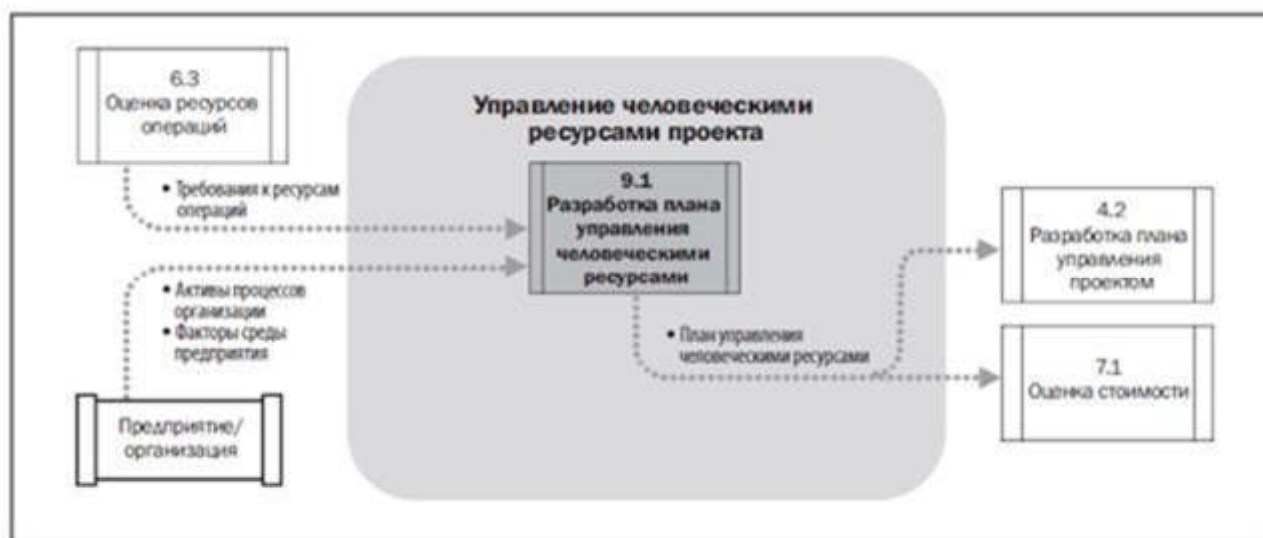 6.3
Оценка ресурсов
операций
Управление человеческими
ресурсами проекта
• Требования к ресурсам
операций
9.1
Разработка плана
управления
человеческими
ресурсами
4.2
Разработка плана
управления
проектом
• Активы процессов
организации
• Факторы среды
предприятия
• План управления
человеческими ресурсами
7.1
Оценка стоимости
Предприятие/
организация